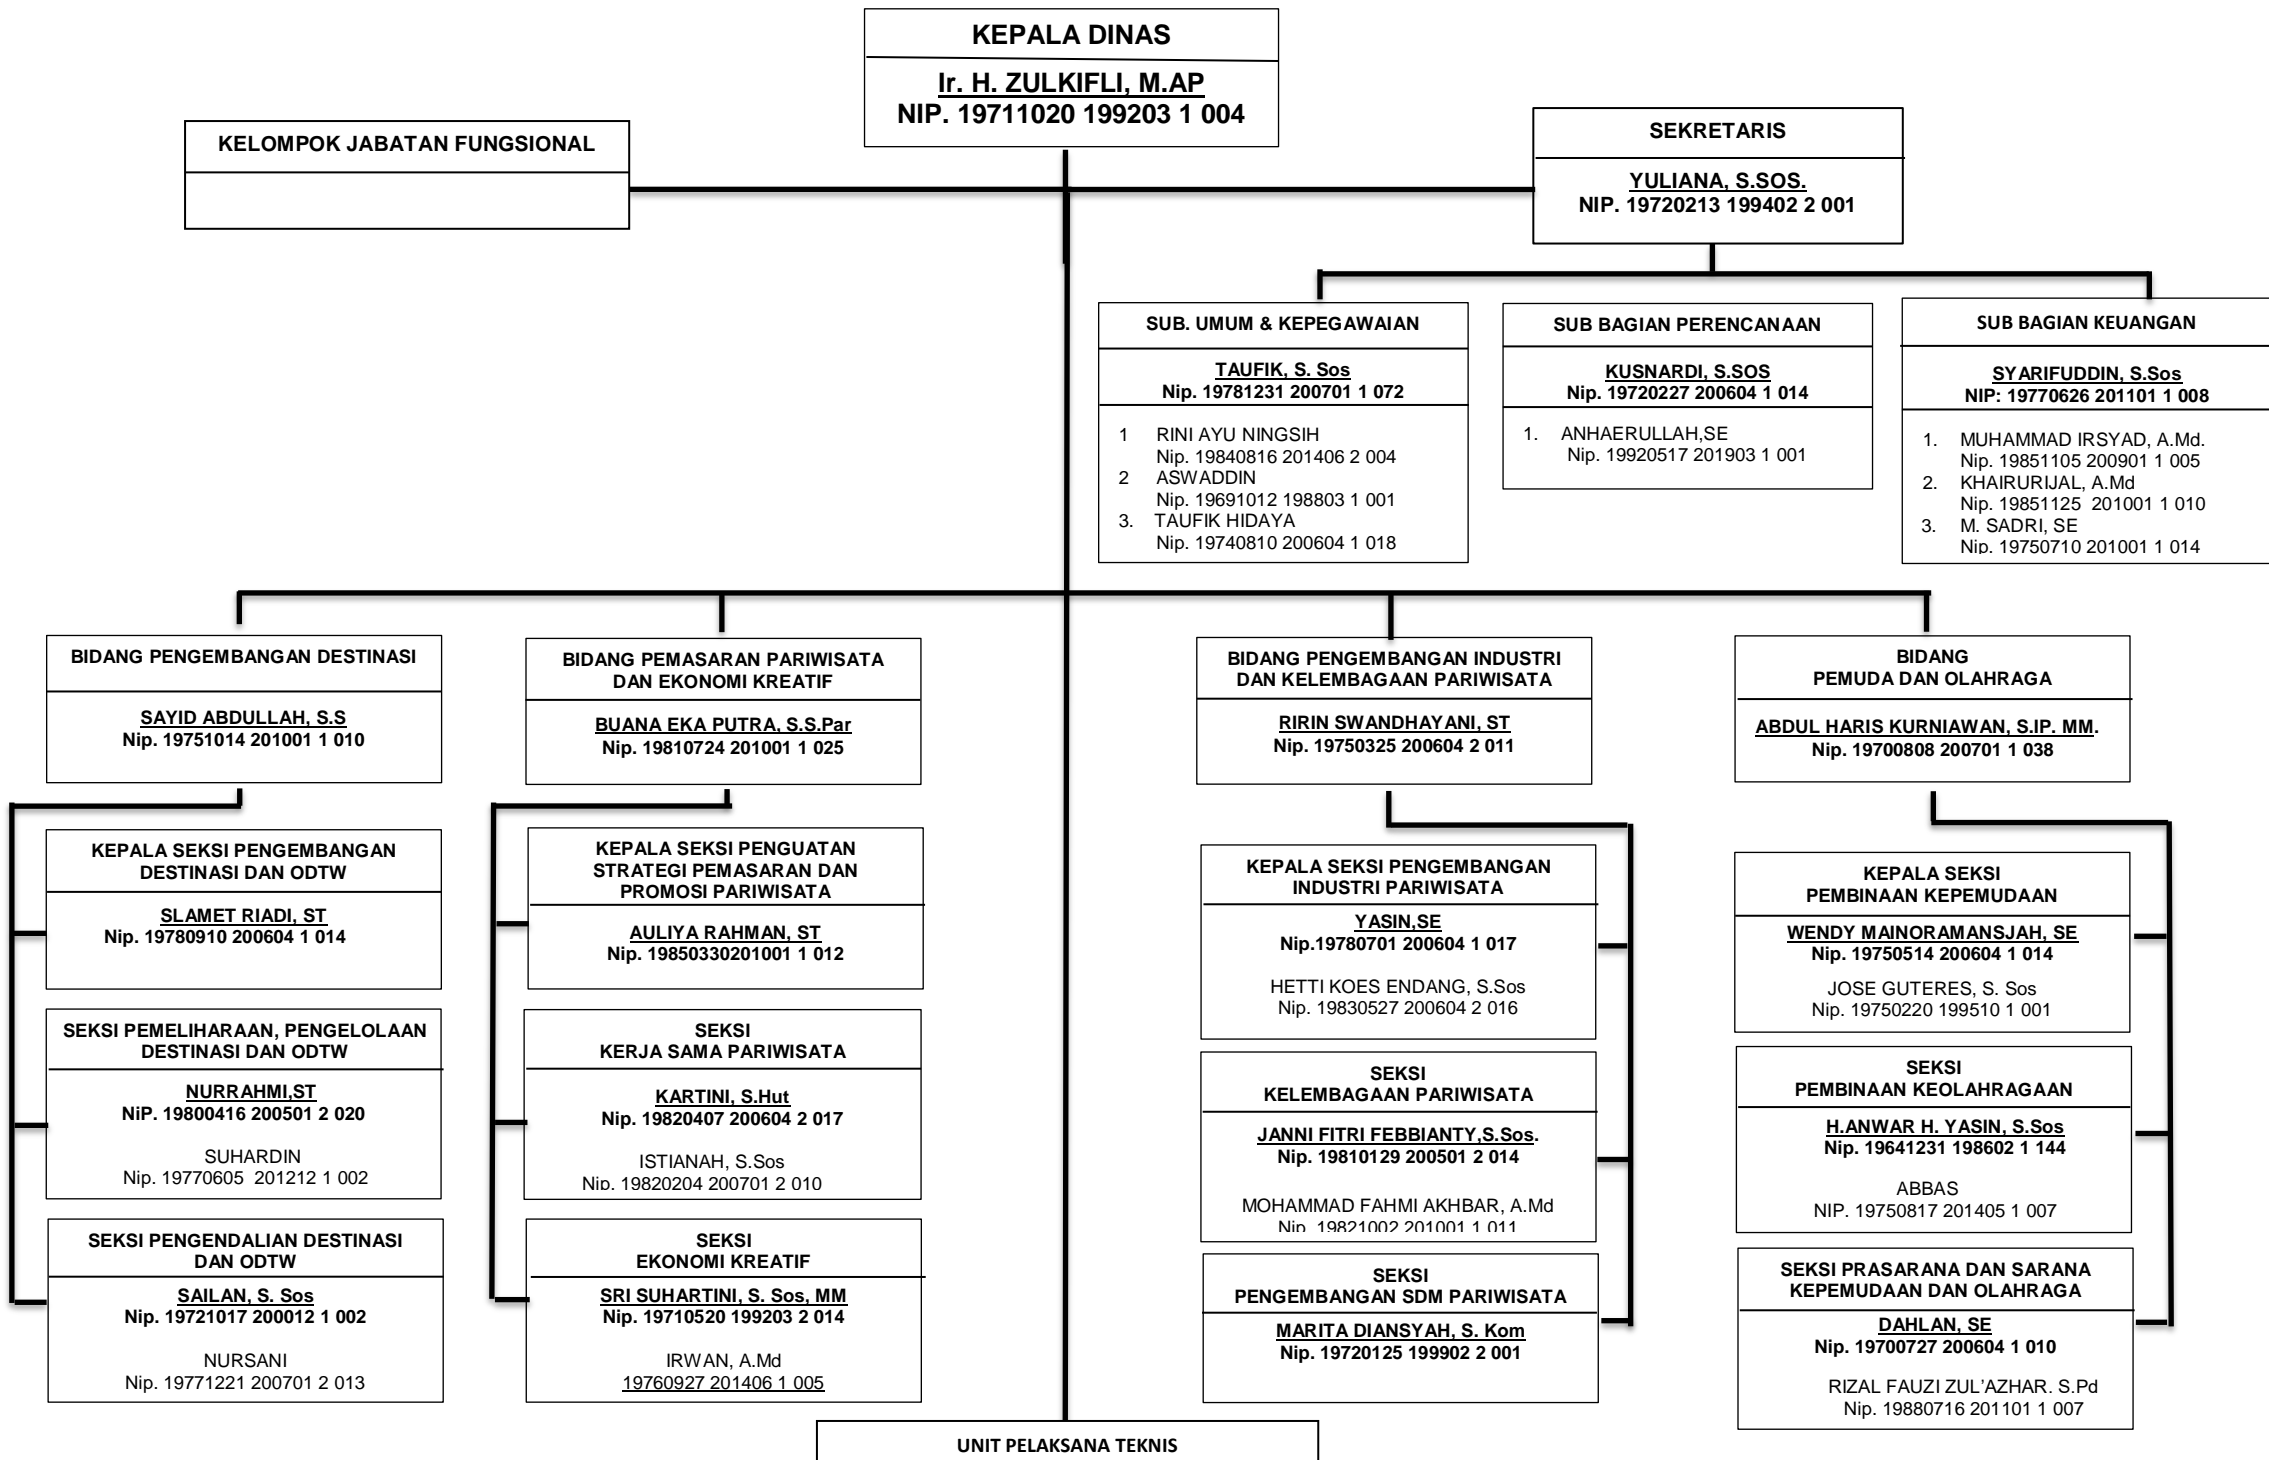 KEPALA DINAS
Ir. H. ZULKIFLI, M.AP
NIP. 19711020 199203 1 004
KELOMPOK JABATAN FUNGSIONAL
SEKRETARIS
YULIANA, S.SOS.
NIP. 19720213 199402 2 001
SUB. UMUM & KEPEGAWAIAN
TAUFIK, S. Sos
Nip. 19781231 200701 1 072
1 RINI AYU NINGSIH
Nip. 19840816 201406 2 004
2 ASWADDIN
Nip. 19691012 198803 1 001
3. TAUFIK HIDAYA
Nip. 19740810 200604 1 018
SUB BAGIAN PERENCANAAN
KUSNARDI, S.SOS
Nip. 19720227 200604 1 014
1. ANHAERULLAH,SE
Nip. 19920517 201903 1 001
SUB BAGIAN KEUANGAN
SYARIFUDDIN, S.Sos
NIP: 19770626 201101 1 008
1. MUHAMMAD IRSYAD, A.Md.
Nip. 19851105 200901 1 005
2. KHAIRURIJAL, A.Md
Nip. 19851125 201001 1 010
3. M. SADRI, SE
Nip. 19750710 201001 1 014
BIDANG PENGEMBANGAN DESTINASI
SAYID ABDULLAH, S.S
Nip. 19751014 201001 1 010
KEPALA SEKSI PENGEMBANGAN
DESTINASI DAN ODTW
SLAMET RIADI, ST
Nip. 19780910 200604 1 014
SEKSI PEMELIHARAAN, PENGELOLAAN
DESTINASI DAN ODTW
NURRAHMI,ST
NiP. 19800416 200501 2 020
SUHARDIN
Nip. 19770605 201212 1 002
SEKSI PENGENDALIAN DESTINASI
DAN ODTW
SAILAN, S. Sos
Nip. 19721017 200012 1 002
NURSANI
Nip. 19771221 200701 2 013
BIDANG PEMASARAN PARIWISATA
DAN EKONOMI KREATIF
BUANA EKA PUTRA, S.S.Par
Nip. 19810724 201001 1 025
KEPALA SEKSI PENGUATAN
STRATEGI PEMASARAN DAN
PROMOSI PARIWISATA
AULIYA RAHMAN, ST
Nip. 19850330201001 1 012
SEKSI
KERJA SAMA PARIWISATA
KARTINI, S.Hut
Nip. 19820407 200604 2 017
ISTIANAH, S.Sos
Nip. 19820204 200701 2 010
SEKSI
EKONOMI KREATIF
SRI SUHARTINI, S. Sos, MM
Nip. 19710520 199203 2 014
IRWAN, A.Md
19760927 201406 1 005
BIDANG PENGEMBANGAN INDUSTRI
DAN KELEMBAGAAN PARIWISATA
RIRIN SWANDHAYANI, ST
Nip. 19750325 200604 2 011
KEPALA SEKSI PENGEMBANGAN
INDUSTRI PARIWISATA
YASIN,SE
Nip.19780701 200604 1 017
HETTI KOES ENDANG, S.Sos
Nip. 19830527 200604 2 016
SEKSI
KELEMBAGAAN PARIWISATA
JANNI FITRI FEBBIANTY,S.Sos.
Nip. 19810129 200501 2 014
MOHAMMAD FAHMI AKHBAR, A.Md
Nip. 19821002 201001 1 011
SEKSI
PENGEMBANGAN SDM PARIWISATA
MARITA DIANSYAH, S. Kom
Nip. 19720125 199902 2 001
BIDANG
PEMUDA DAN OLAHRAGA
ABDUL HARIS KURNIAWAN, S.IP. MM.
Nip. 19700808 200701 1 038
KEPALA SEKSI
PEMBINAAN KEPEMUDAAN
WENDY MAINORAMANSJAH, SE
Nip. 19750514 200604 1 014
JOSE GUTERES, S. Sos
Nip. 19750220 199510 1 001
SEKSI
PEMBINAAN KEOLAHRAGAAN
H.ANWAR H. YASIN, S.Sos
Nip. 19641231 198602 1 144
ABBAS
NIP. 19750817 201405 1 007
SEKSI PRASARANA DAN SARANA
KEPEMUDAAN DAN OLAHRAGA
DAHLAN, SE
Nip. 19700727 200604 1 010
RIZAL FAUZI ZUL'AZHAR. S.Pd
Nip. 19880716 201101 1 007
UNIT PELAKSANA TEKNIS